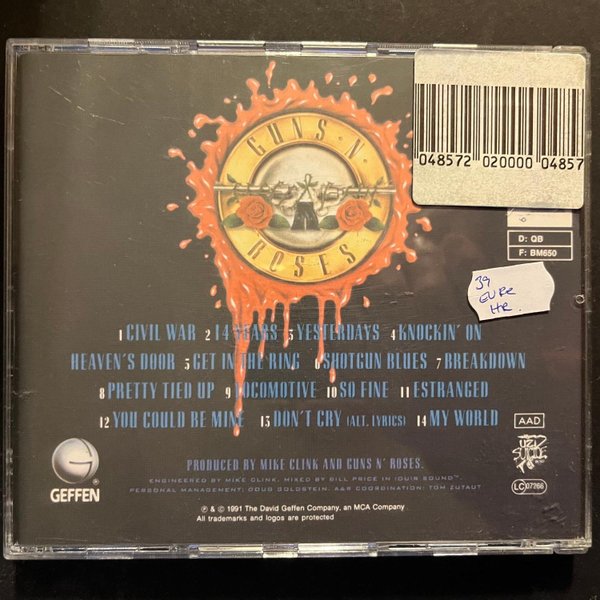 GUNS · N ·
ROSES
048572 020000 04857
D: QB
F: BM650
39
EURE
HR.
1 CIVIL WAR 2 14 YEARS 3 YESTERDAYS 4 KNOCKIN' ON
HEAVEN'S DOOR 5 GET IN THE RING 6 SHOTGUN BLUES 7 BREAKDOWN
8 PRETTY TIED UP 9 LOCOMOTIVE 10 SO FINE 11 ESTRANGED
12 YOU COULD BE MINE 13 DON'T CRY (ALT. LYRICS) 14 MY WORLD
AAD
LC 07266
GEFFEN
PRODUCED BY MIKE CLINK AND GUNS N' ROSES.
ENGINEERED BY MIKE CLINK. MIXED BY BILL PRICE IN
PERSONAL MANAGEMENT: DOUG GOLDSTEIN. A&R COORDINATION: TOM ZUTAUT
℗ & © 1991 The David Geffen Company, an MCA Company
All trademarks and logos are protected